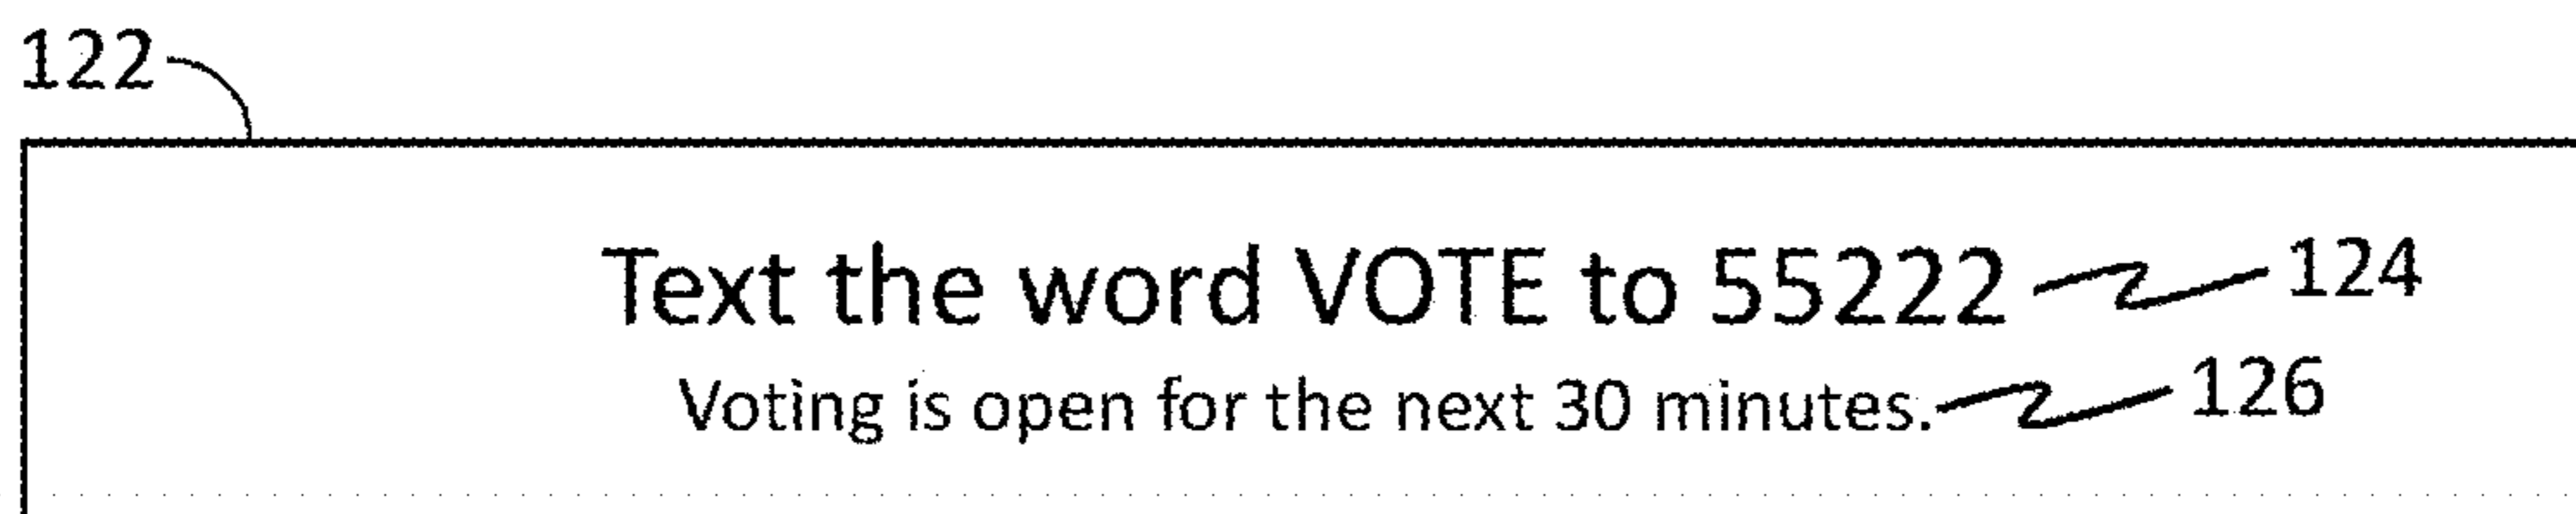 122
Text the word VOTE to 55222 124
Voting is open for the next 30 minutes. 126